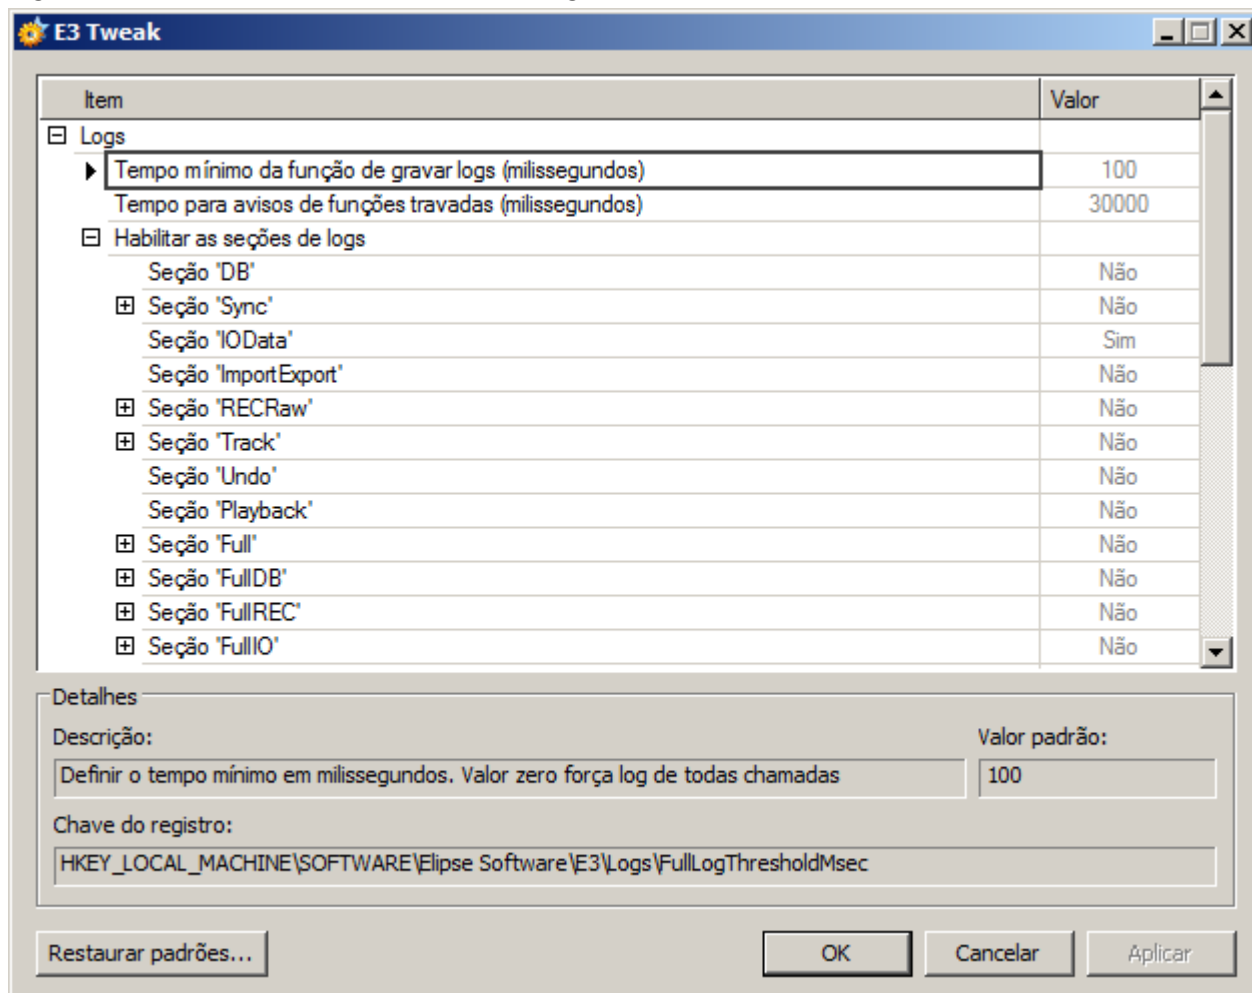 E3 Tweak
Item Valor
Logs
Tempo mínimo da função de gravar logs (milissegundos) 100
Tempo para avisos de funções travadas (milissegundos) 30000
Habilitar as seções de logs
Seção 'DB' Não
Seção 'Sync' Não
Seção 'IOData' Sim
Seção 'ImportExport' Não
Seção 'RECRaw' Não
Seção 'Track' Não
Seção 'Undo' Não
Seção 'Playback' Não
Seção 'Full' Não
Seção 'FullDB' Não
Seção 'FullREC' Não
Seção 'FullIO' Não
Detalhes
Descrição: Valor padrão:
Definir o tempo mínimo em milissegundos. Valor zero força log de todas chamadas 100
Chave do registro:
HKEY_LOCAL_MACHINE\SOFTWARE\Elipse Software\E3\Logs\FullLogThresholdMsec
Restaurar padrões... OK Cancelar Aplicar